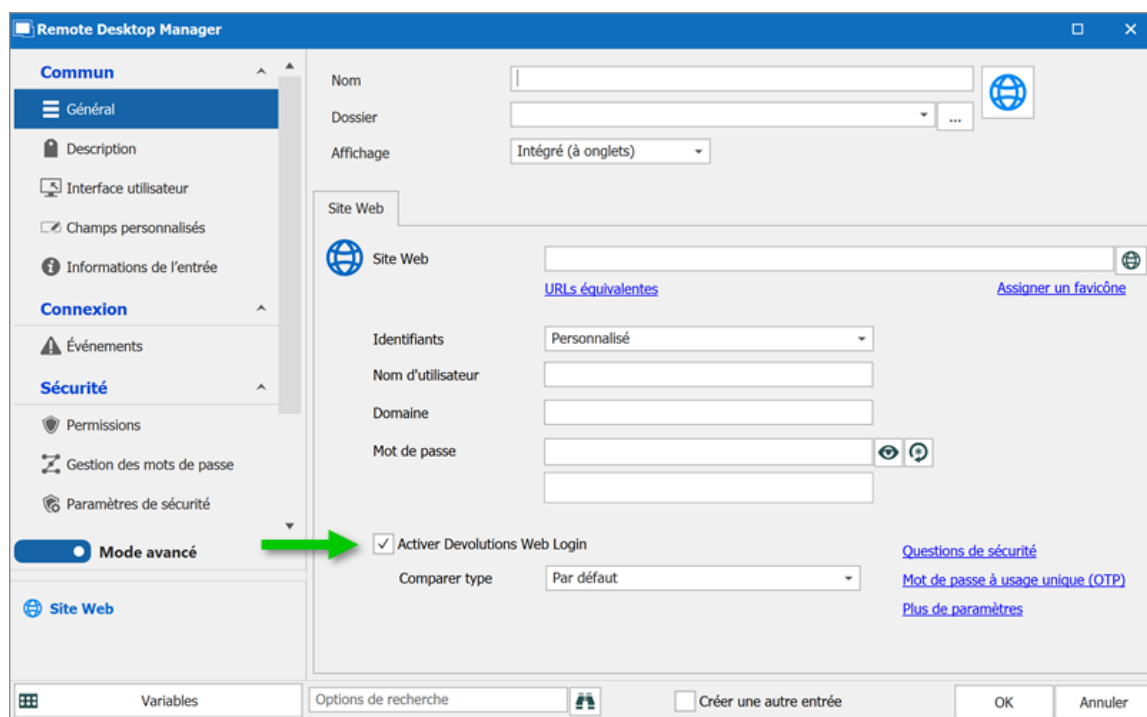 Remote Desktop Manager
Commun
Général
Description
Interface utilisateur
Champs personnalisés
Informations de l'entrée
Connexion
Événements
Sécurité
Permissions
Gestion des mots de passe
Paramètres de sécurité
Mode avancé
Site Web
Variables
Nom
Dossier
...
Affichage
Intégré (à onglets)
Site Web
Site Web
URLs équivalentes
Assigner un favicône
Identifiants
Personnalisé
Nom d'utilisateur
Domaine
Mot de passe
Activer Devolutions Web Login
Comparer type
Par défaut
Questions de sécurité
Mot de passe à usage unique (OTP)
Plus de paramètres
Options de recherche
Créer une autre entrée
OK
Annuler